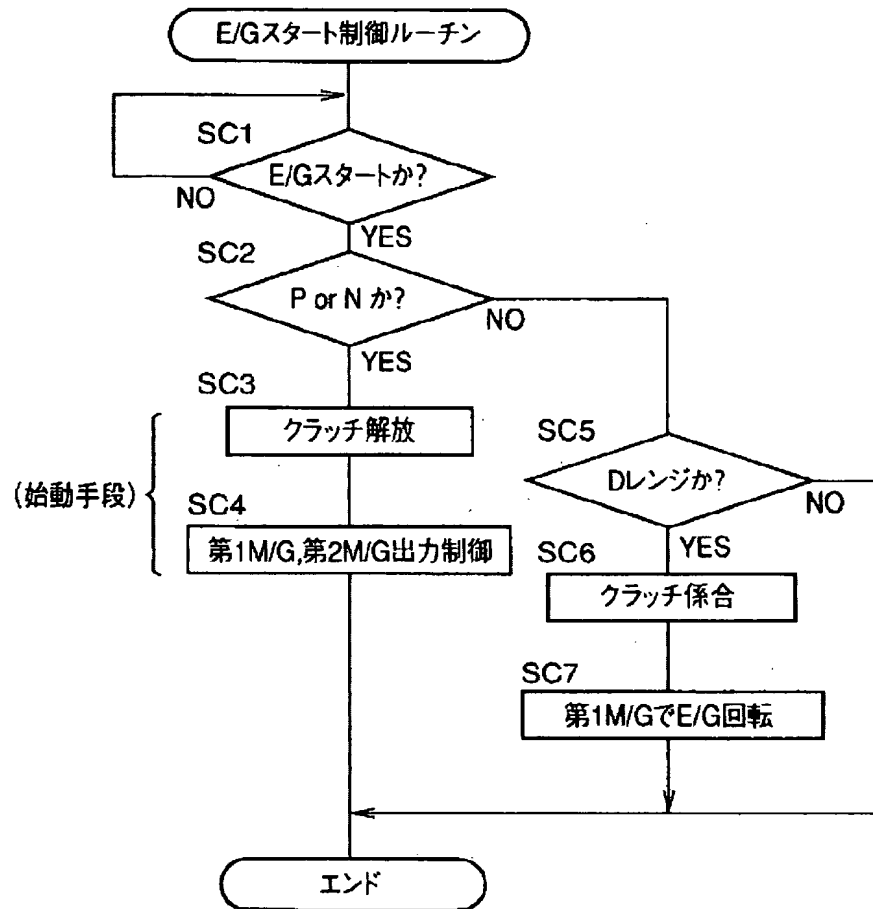 E/Gスタート制御ルーチン
SC1
E/Gスタートか?
NO
YES
SC2
P or N か?
NO
YES
SC3
クラッチ解放
(始動手段)
SC4
第1M/G,第2M/G出力制御
SC5
Dレンジか?
NO
YES
SC6
クラッチ係合
SC7
第1M/GでE/G回転
エンド